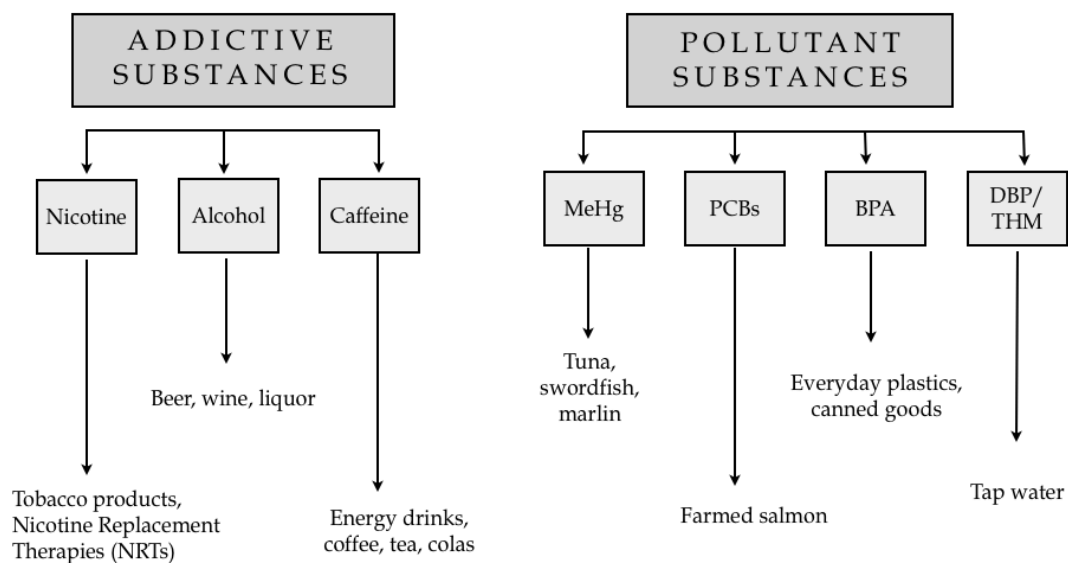 ADDICTIVE
SUBSTANCES
Nicotine
Alcohol
Caffeine
Tobacco products,
Nicotine Replacement
Therapies (NRTs)
Beer, wine, liquor
Energy drinks,
coffee, tea, colas
POLLUTANT
SUBSTANCES
MeHg
PCBs
BPA
DBP/
THM
Tuna,
swordfish,
marlin
Farmed salmon
Everyday plastics,
canned goods
Tap water